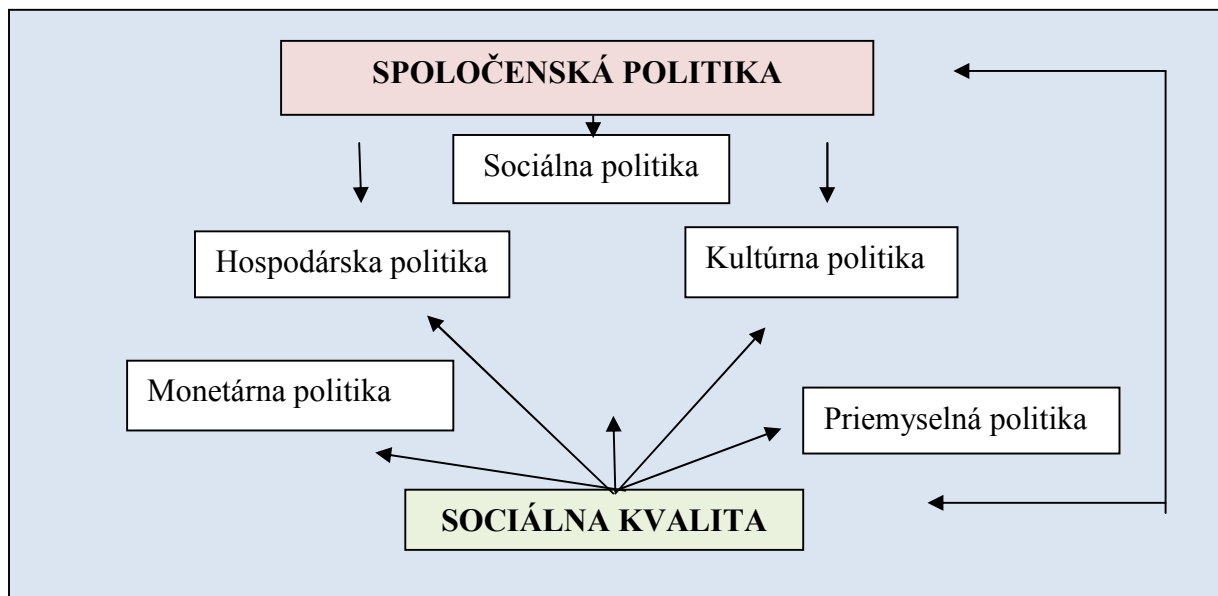 SPOLOČENSKÁ POLITIKA
Sociálna politika
Hospodárska politika
Kultúrna politika
Monetárna politika
Priemyselná politika
SOCIÁLNA KVALITA